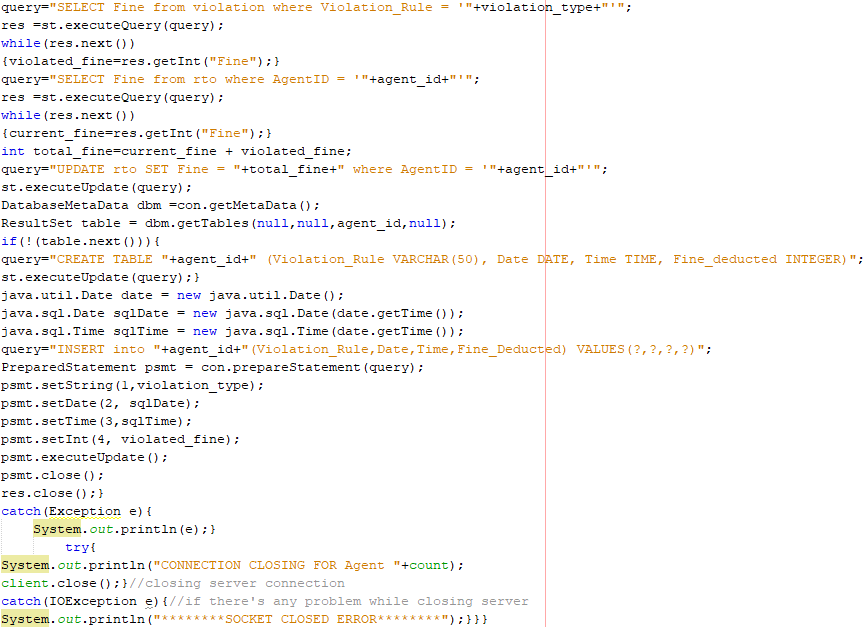 query="SELECT Fine from violation where Violation_Rule = '"+violation_type+"'";
res =st.executeQuery(query);
while(res.next())
{violated_fine=res.getInt("Fine");}
query="SELECT Fine from rto where AgentID = '"+agent_id+"'";
res =st.executeQuery(query);
while(res.next())
{current_fine=res.getInt("Fine");}
int total_fine=current_fine + violated_fine;
query="UPDATE rto SET Fine = "+total_fine+" where AgentID = '"+agent_id+"'";
st.executeUpdate(query);
DatabaseMetaData dbm =con.getMetaData();
ResultSet table = dbm.getTables(null,null,agent_id,null);
if(!(table.next())){
query="CREATE TABLE "+agent_id+" (Violation_Rule VARCHAR(50), Date DATE, Time TIME, Fine_deducted INTEGER)";
st.executeUpdate(query);}
java.util.Date date = new java.util.Date();
java.sql.Date sqlDate = new java.sql.Date(date.getTime());
java.sql.Time sqlTime = new java.sql.Time(date.getTime());
query="INSERT into "+agent_id+"(Violation_Rule,Date,Time,Fine_Deducted) VALUES(?,?,?,?)";
PreparedStatement psmt = con.prepareStatement(query);
psmt.setString(1,violation_type);
psmt.setDate(2, sqlDate);
psmt.setTime(3,sqlTime);
psmt.setInt(4, violated_fine);
psmt.executeUpdate();
psmt.close();
res.close();}
catch(Exception e){
    System.out.println(e);}
        try{
System.out.println("CONNECTION CLOSING FOR Agent "+count);
client.close();}//closing server connection
catch(IOException e){//if there's any problem while closing server
System.out.println("********SOCKET CLOSED ERROR********");}}}